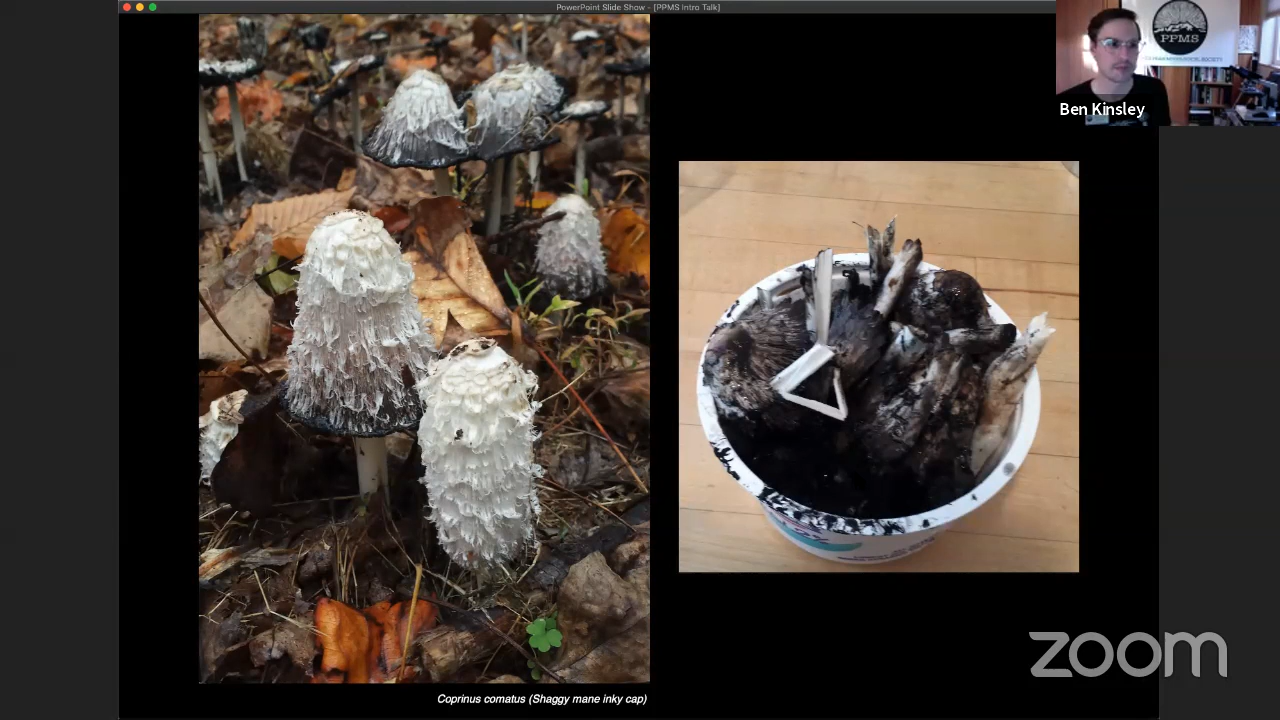 PowerPoint Slide Show - [PPMS Intro Talk]
PPMS
Ben Kinsley
zoom
Coprinus comatus (Shaggy mane inky cap)